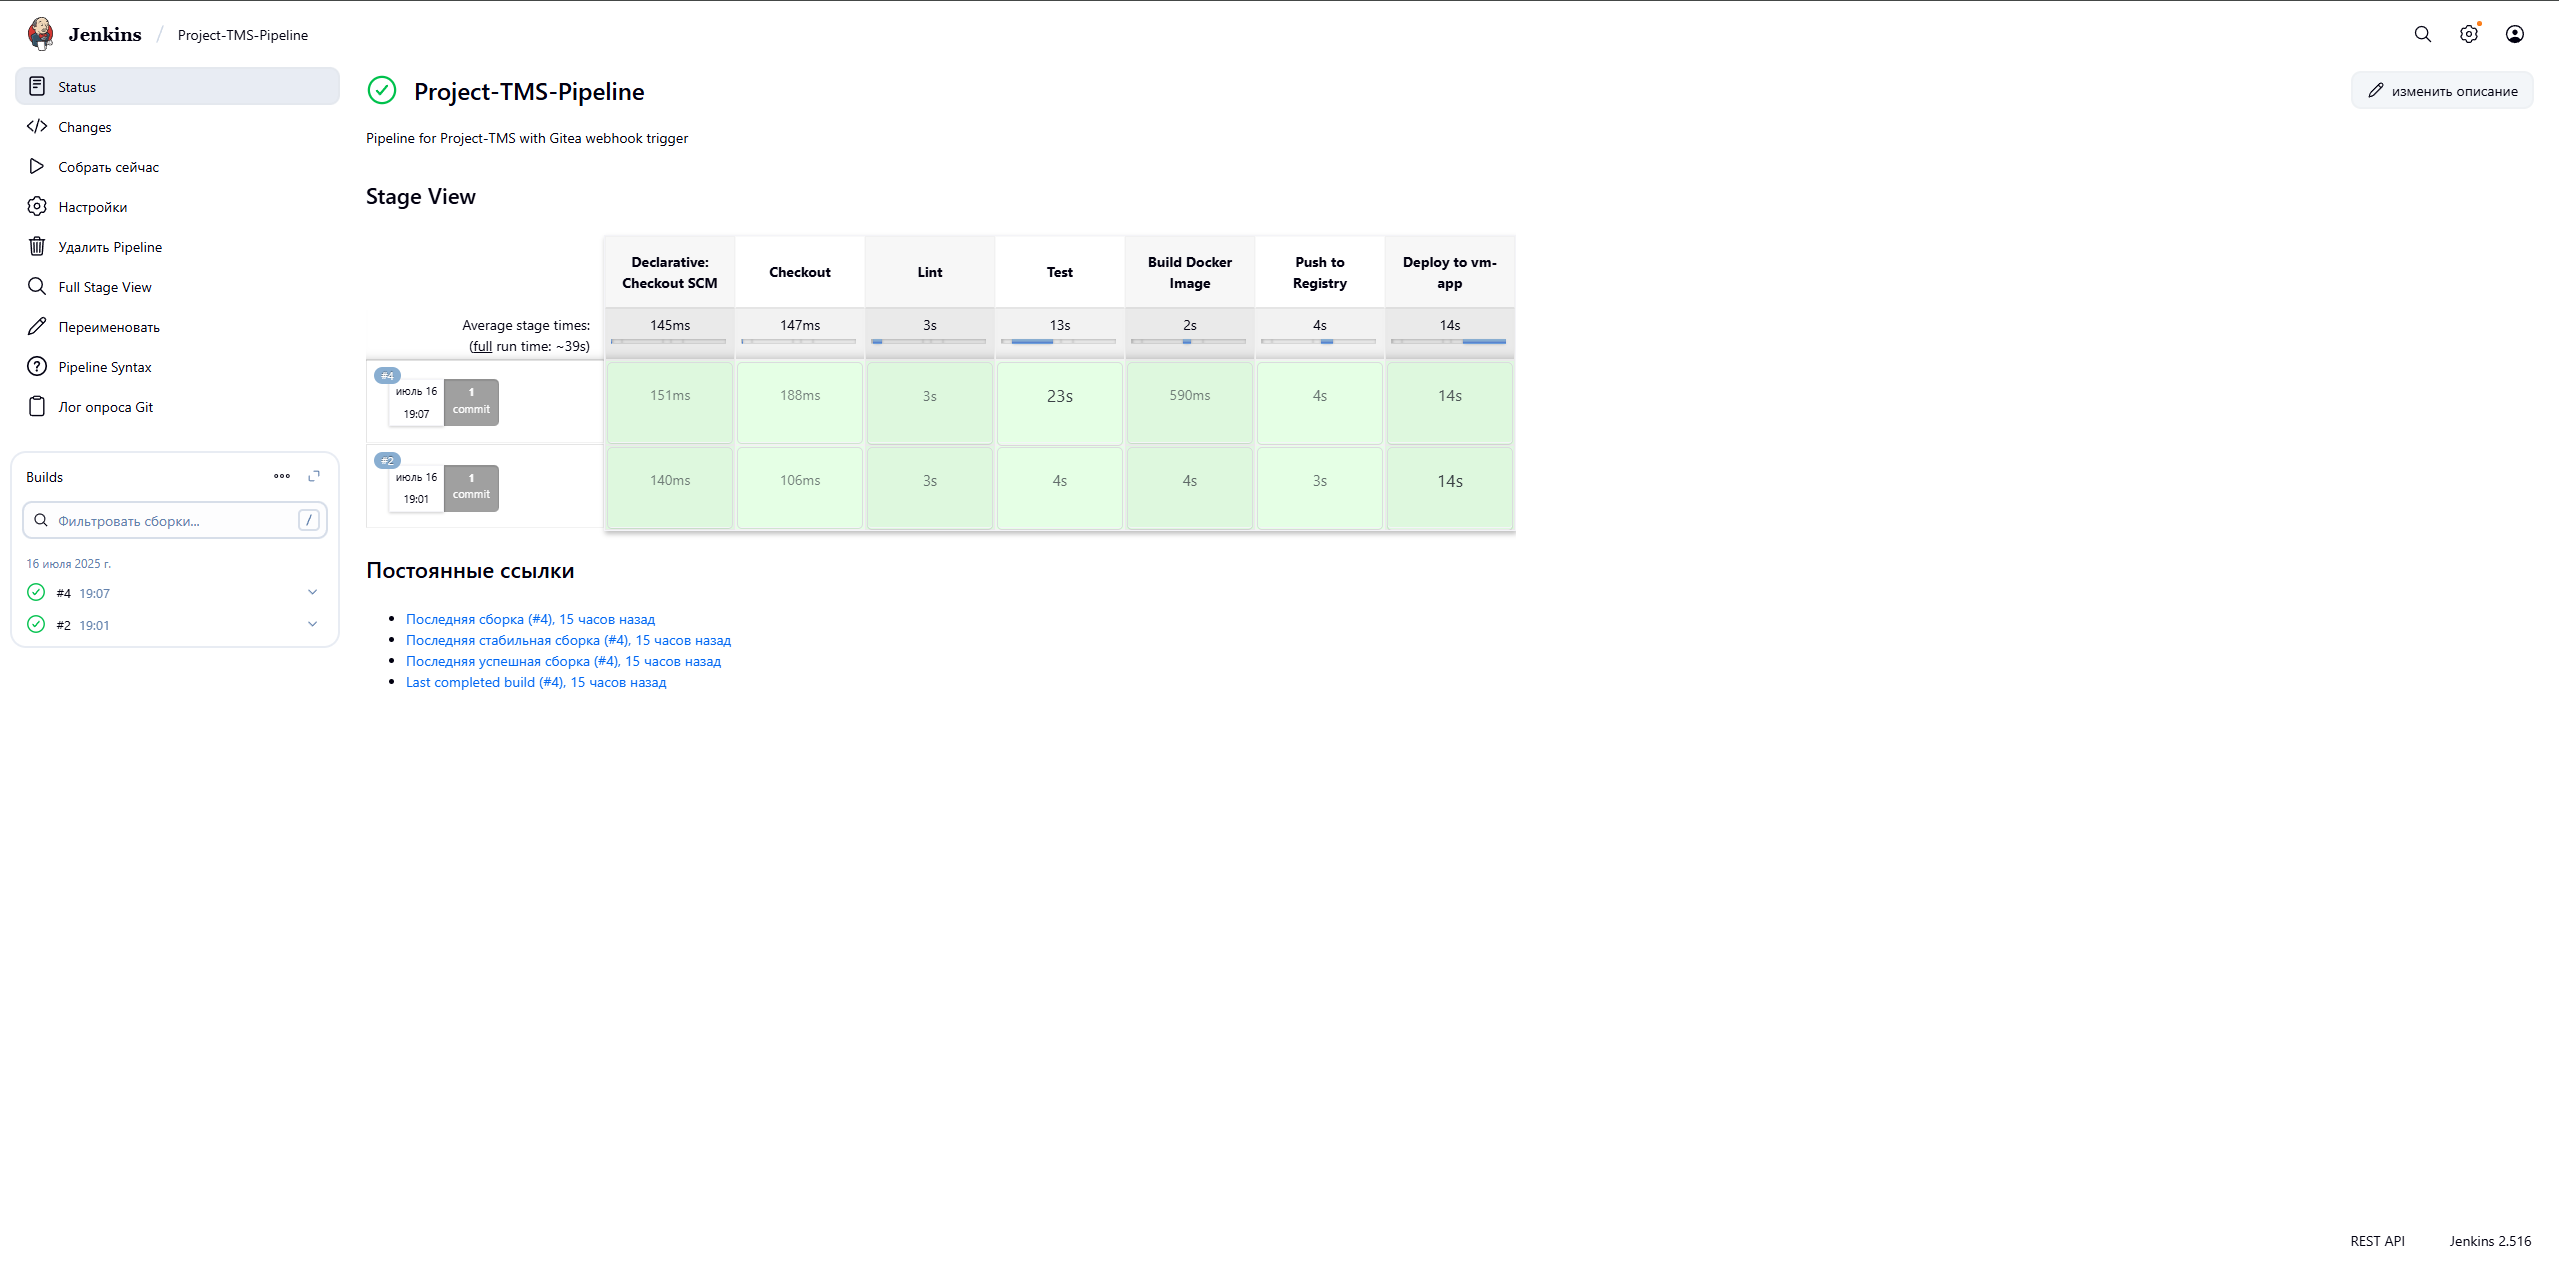 Jenkins / Project-TMS-Pipeline
Status
Changes
Собрать сейчас
Настройки
Удалить Pipeline
Full Stage View
Переименовать
Pipeline Syntax
Лог опроса Git
Builds
Фильтровать сборки... /
16 июля 2025 г.
#4 19:07
#2 19:01
Project-TMS-Pipeline
изменить описание
Pipeline for Project-TMS with Gitea webhook trigger
Stage View
Declarative: Checkout SCM
Checkout
Lint
Test
Build Docker Image
Push to Registry
Deploy to vm-app
Average stage times:
(full run time: ~39s)
145ms 147ms 3s 13s 2s 4s 14s
#4
июль 16 19:07
1 commit
151ms 188ms 3s 23s 590ms 4s 14s
#2
июль 16 19:01
1 commit
140ms 106ms 3s 4s 4s 3s 14s
Постоянные ссылки
Последняя сборка (#4), 15 часов назад
Последняя стабильная сборка (#4), 15 часов назад
Последняя успешная сборка (#4), 15 часов назад
Last completed build (#4), 15 часов назад
REST API Jenkins 2.516